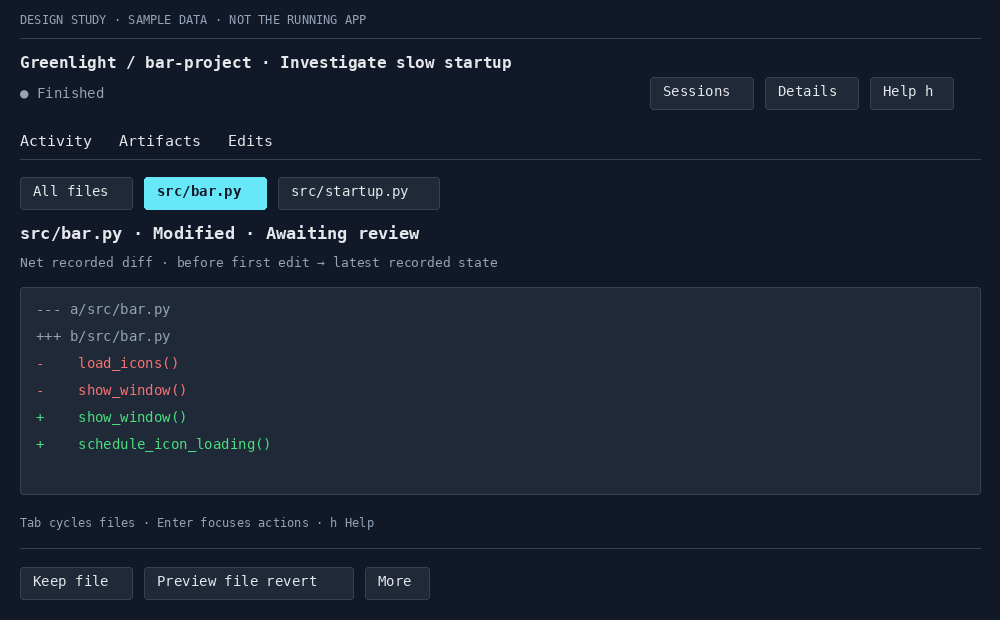 DESIGN STUDY · SAMPLE DATA · NOT THE RUNNING APP
Greenlight / bar-project · Investigate slow startup
● Finished
Sessions
Details
Help h
Activity Artifacts Edits
All files
src/bar.py
src/startup.py
src/bar.py · Modified · Awaiting review
Net recorded diff · before first edit → latest recorded state
--- a/src/bar.py
+++ b/src/bar.py
-    load_icons()
-    show_window()
+    show_window()
+    schedule_icon_loading()
Tab cycles files · Enter focuses actions · h Help
Keep file
Preview file revert
More